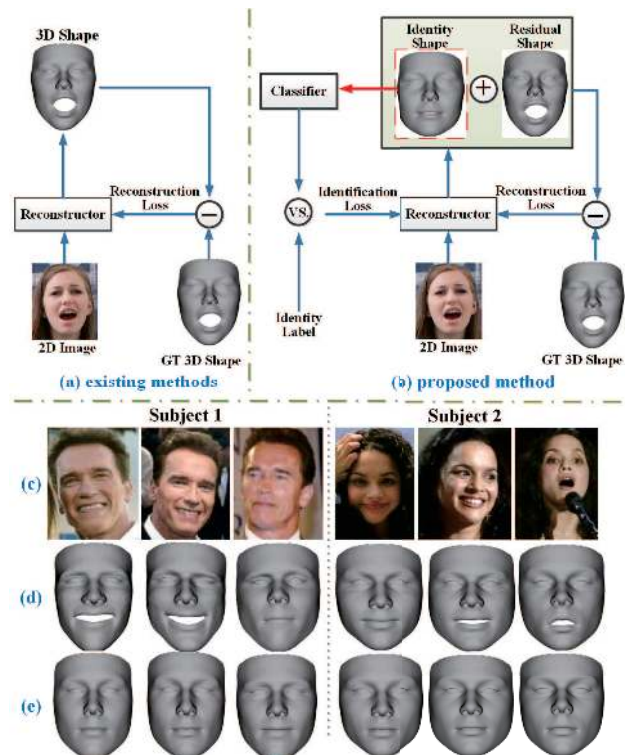 3D Shape
Reconstruction
Loss
Reconstructor
2D Image
GT 3D Shape
(a) existing methods
Identity
Shape
Residual
Shape
Classifier
VS.
Identification
Loss
Reconstructor
Reconstruction
Loss
Identity
Label
2D Image
GT 3D Shape
(b) proposed method
Subject 1
Subject 2
(c)
(d)
(e)